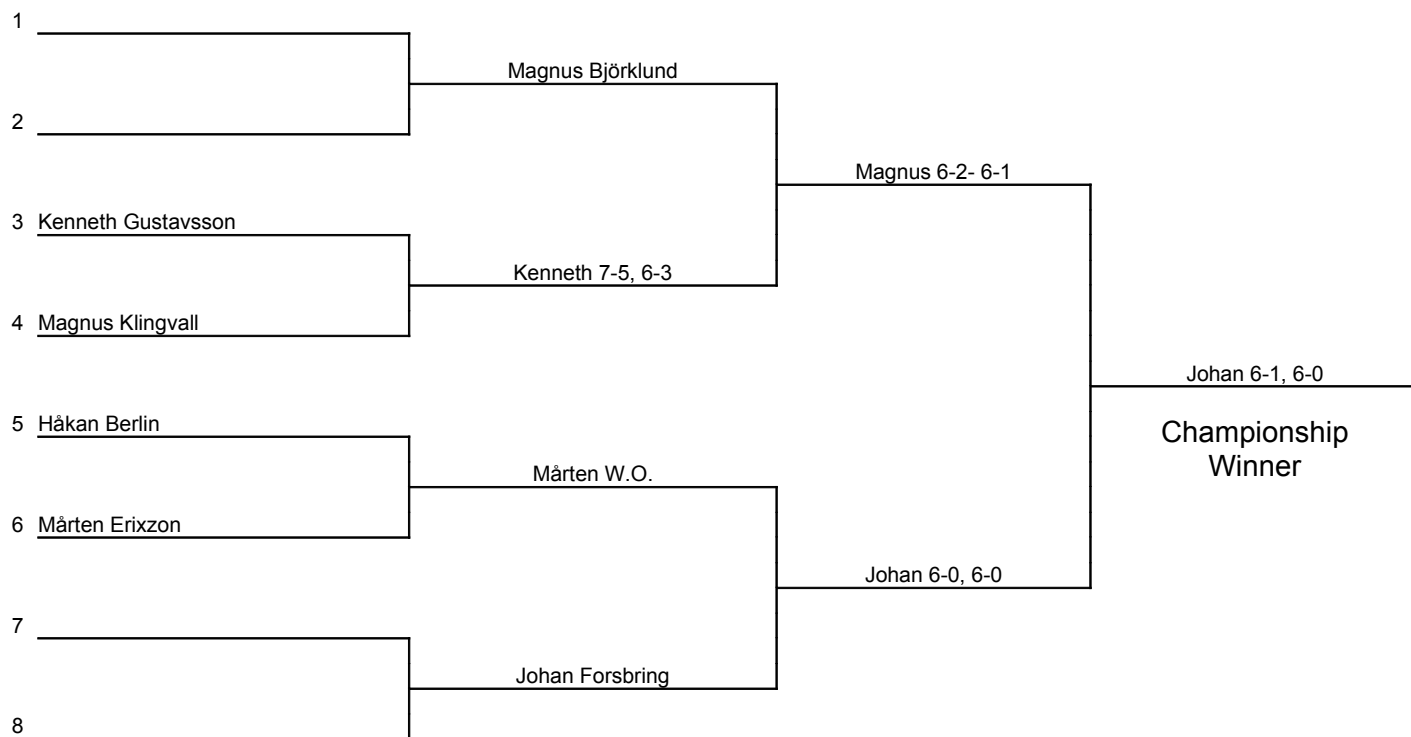 1
Magnus Björklund
2
Magnus 6-2- 6-1
3 Kenneth Gustavsson
Kenneth 7-5, 6-3
4 Magnus Klingvall
Johan 6-1, 6-0
5 Håkan Berlin
Championship
Winner
Mårten W.O.
6 Mårten Erixzon
Johan 6-0, 6-0
7
Johan Forsbring
8